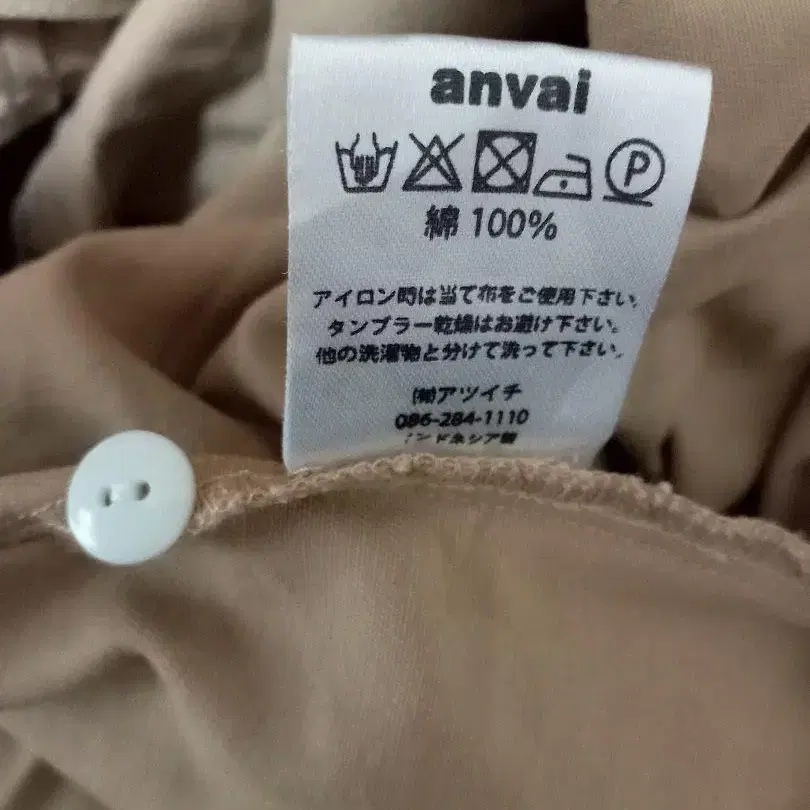 anvai
P
綿 100%
アイロン時は当て布をご使用下さい。
タンブラー乾燥はお避け下さい。
他の洗濯物と分けて洗って下さい。
㈲アツイチ
086-284-1110
インドネシア製